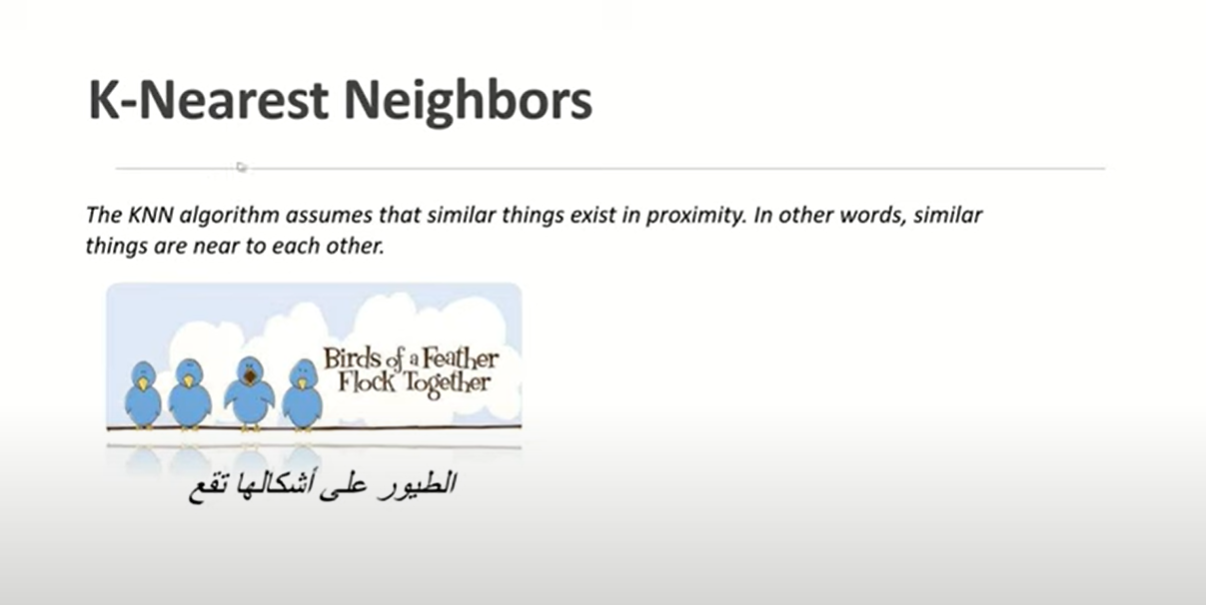 K-Nearest Neighbors
The KNN algorithm assumes that similar things exist in proximity. In other words, similar
things are near to each other.
Birds of a Feather
Flock Together
الطيور على أشكالها تقع